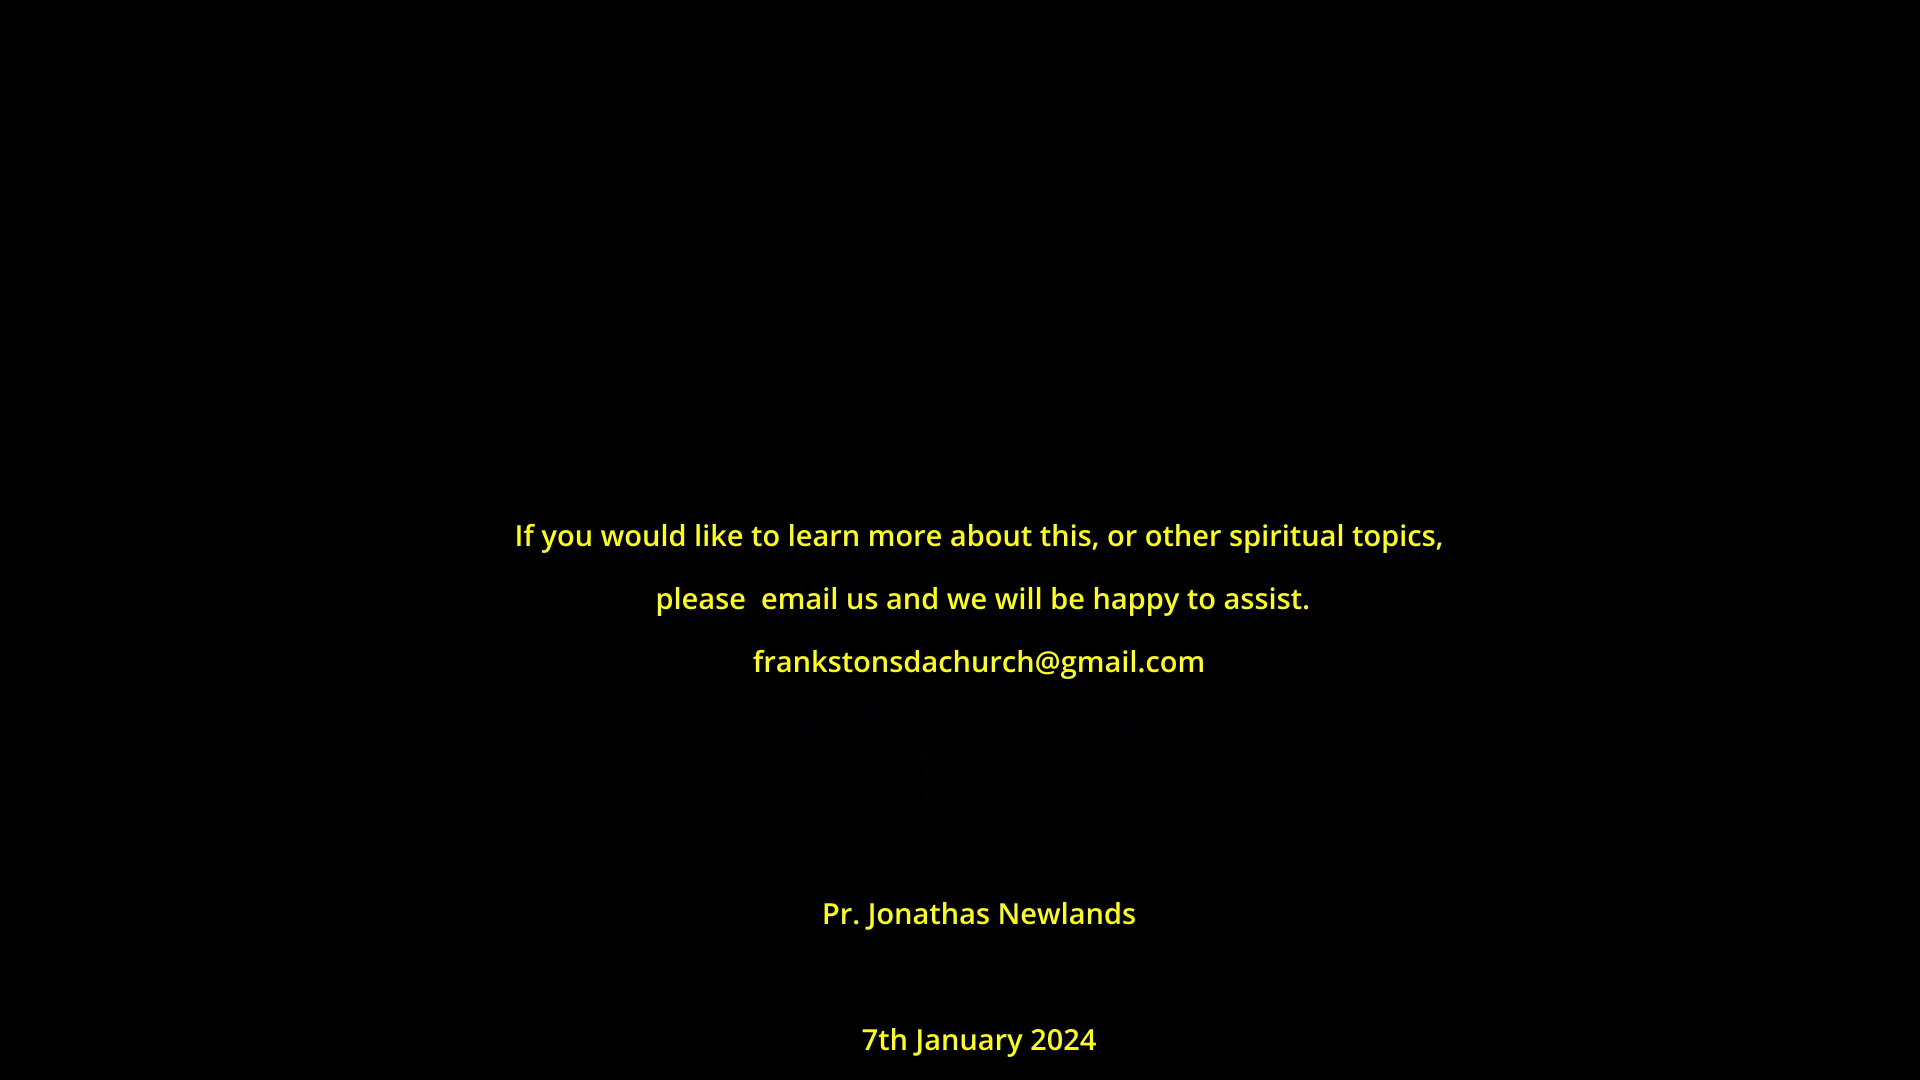 If you would like to learn more about this, or other spiritual topics,
please  email us and we will be happy to assist.
frankstonsdachurch@gmail.com
Pr. Jonathas Newlands
7th January 2024